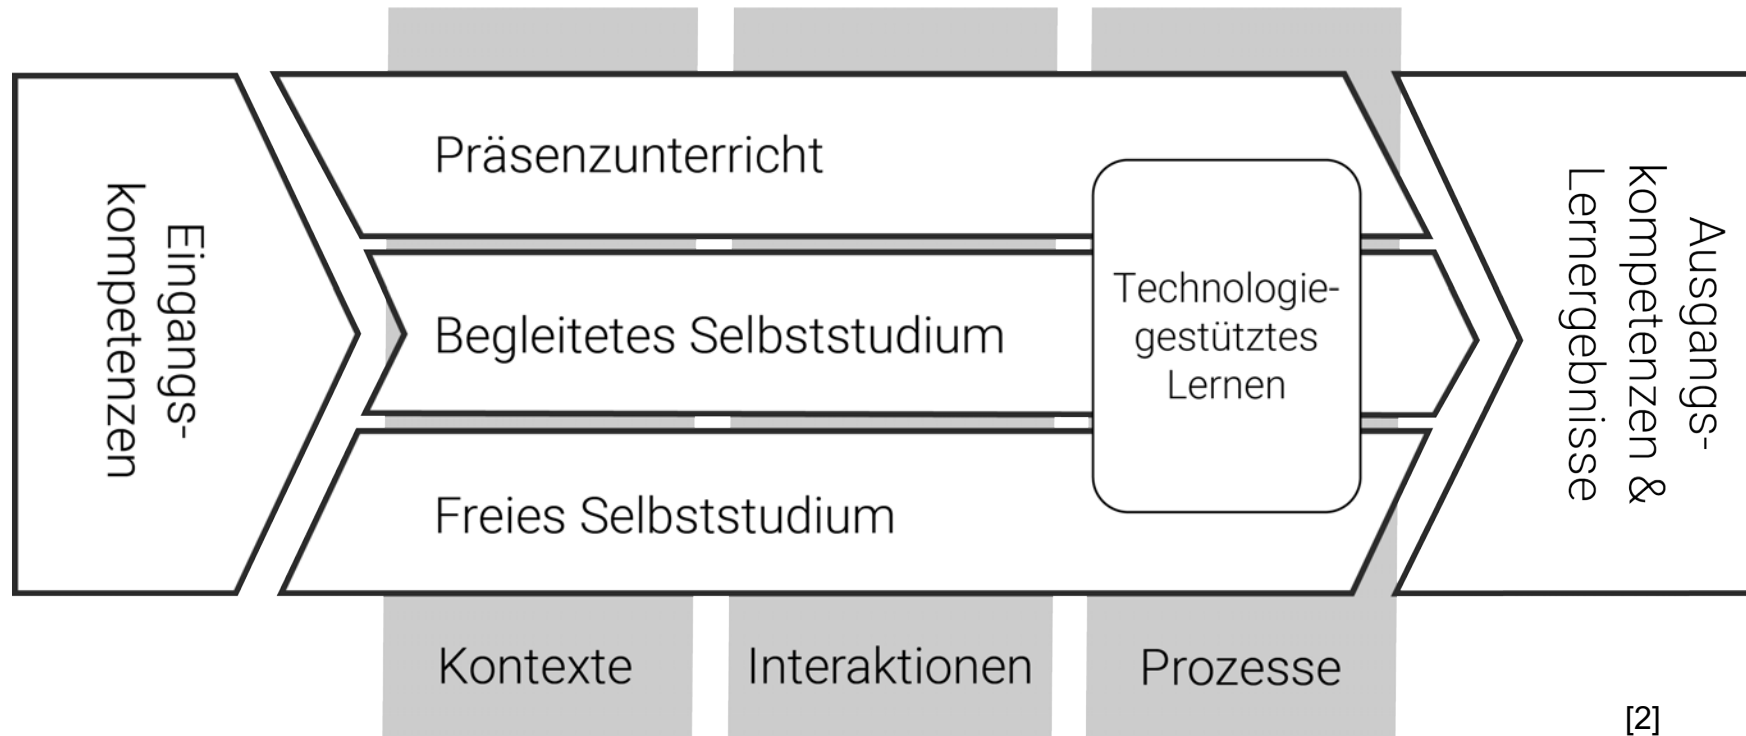 Eingangs-
kompetenzen
Präsenzunterricht
Begleitetes Selbststudium
Freies Selbststudium
Technologie-
gestütztes
Lernen
Ausgangs-
kompetenzen &
Lernergebnisse
Kontexte
Interaktionen
Prozesse
[2]